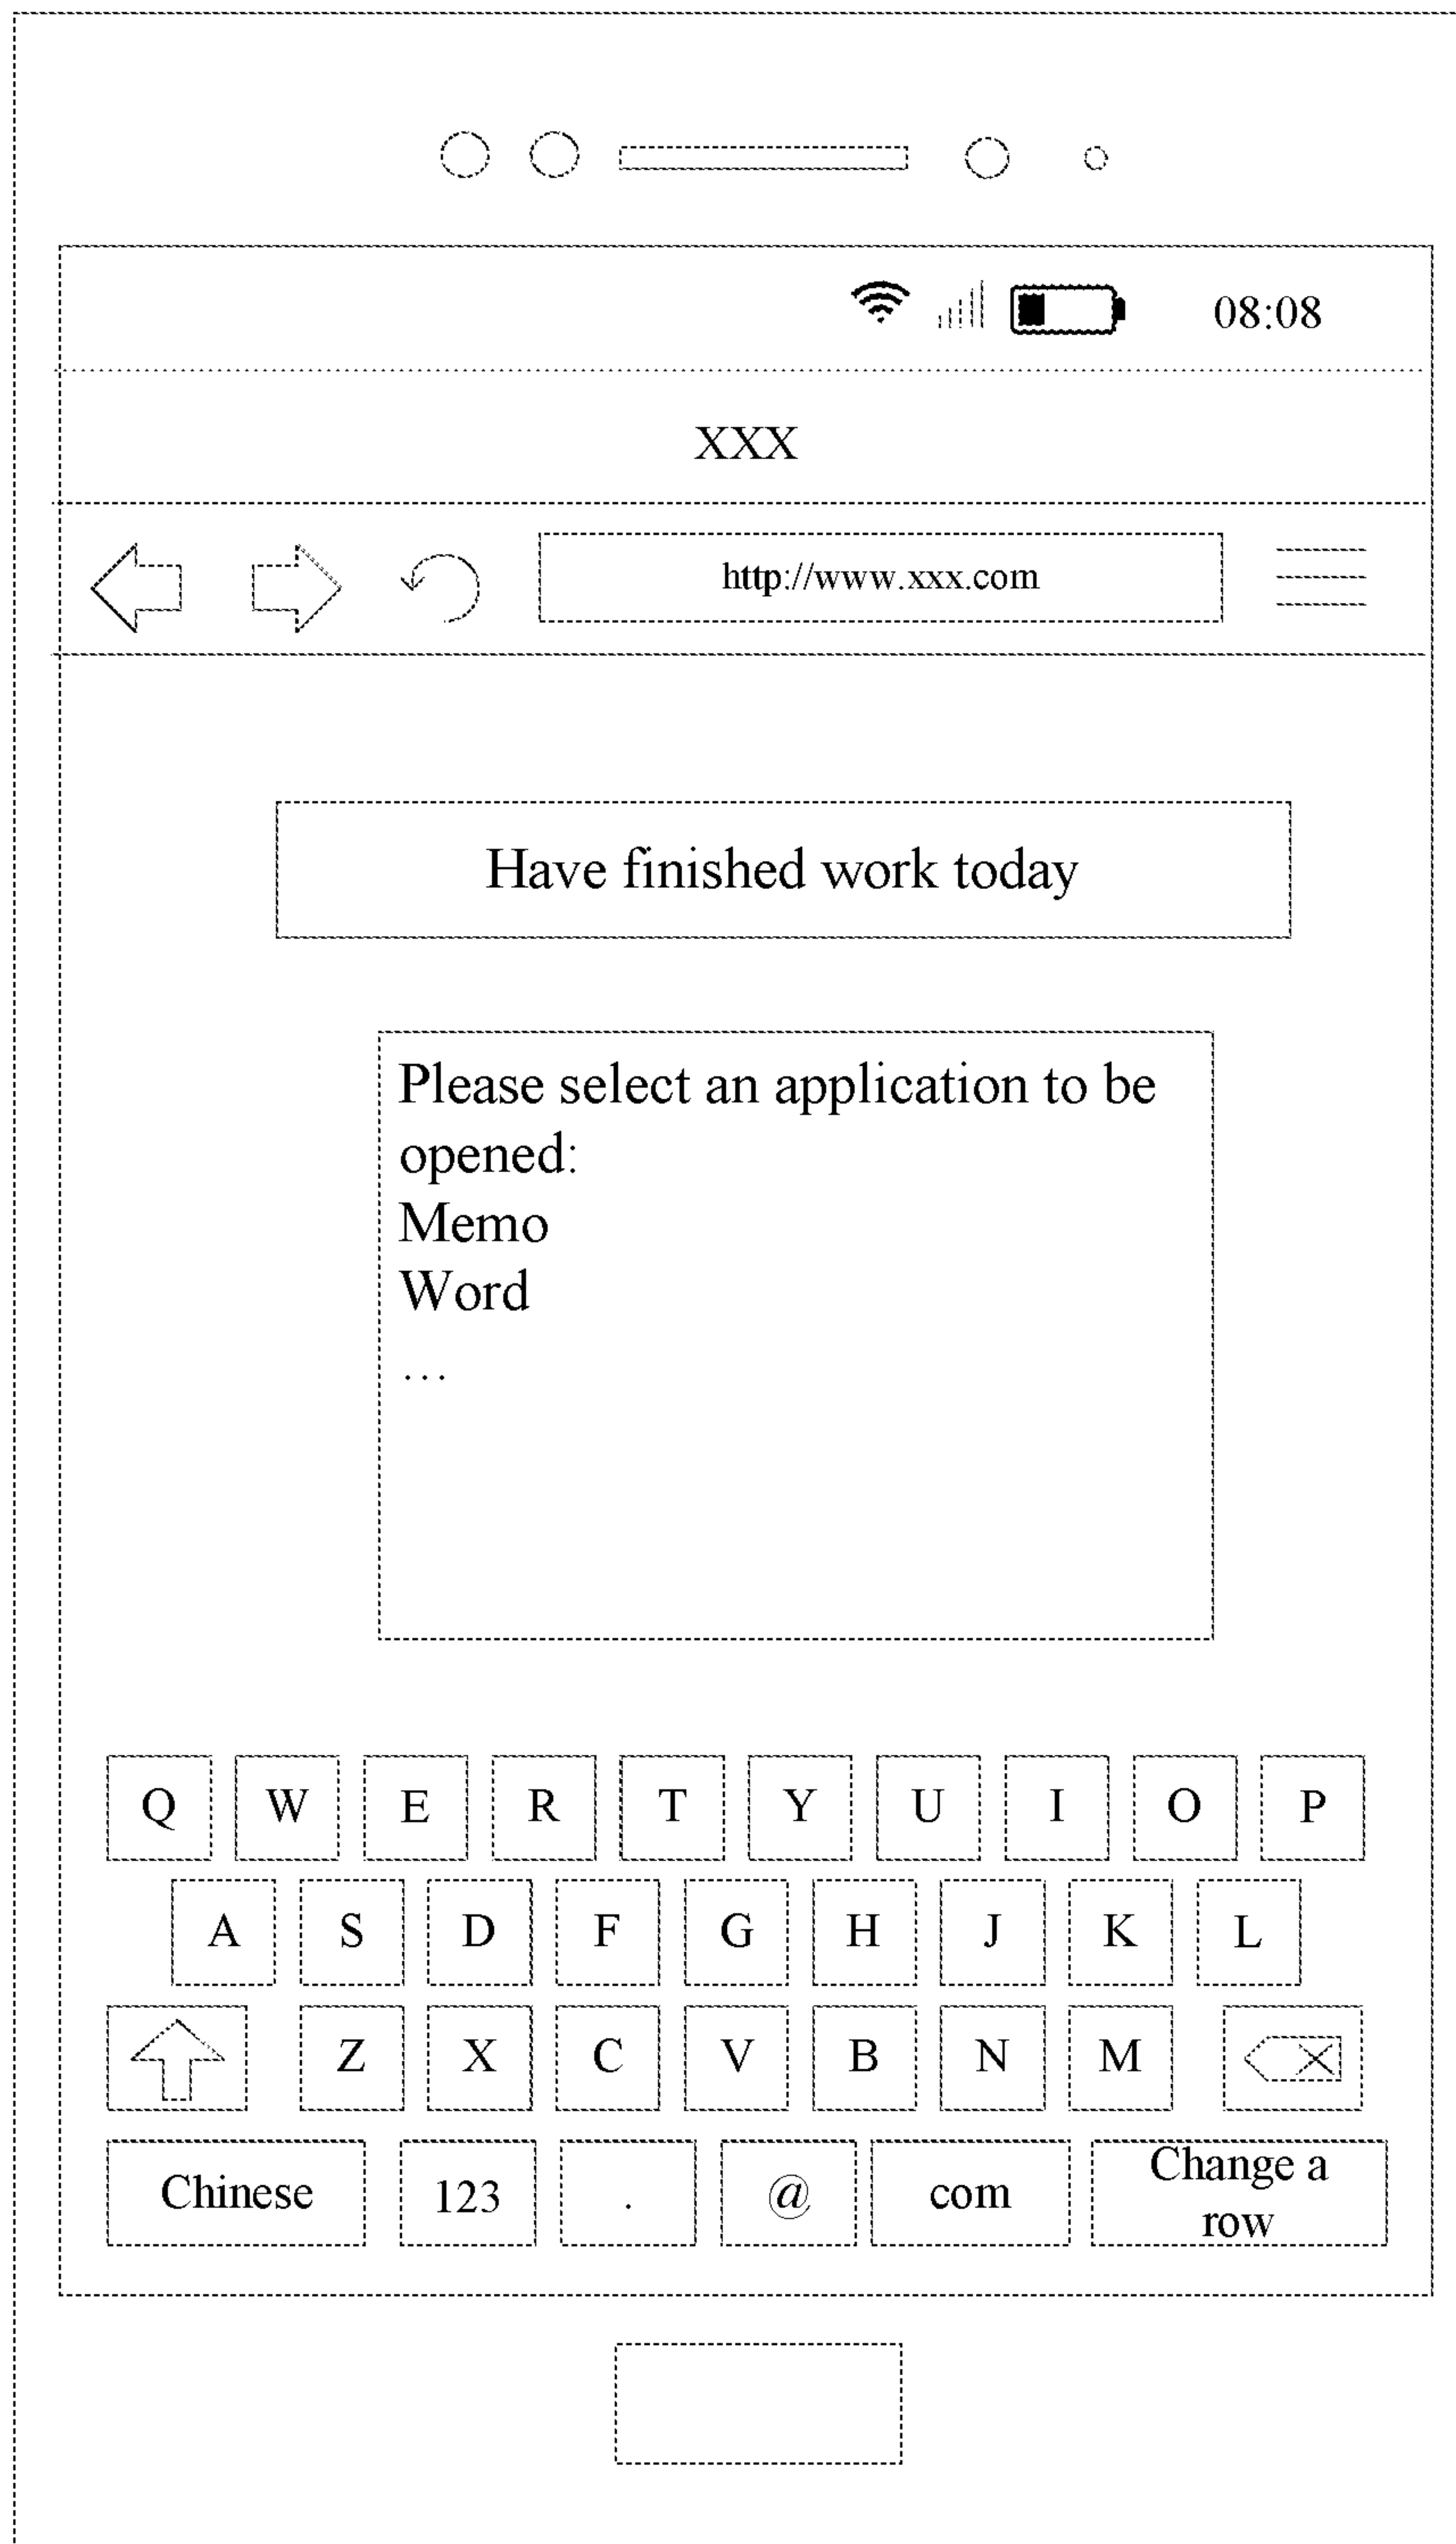 08:08
XXX
http://www.xxx.com
Have finished work today
Please select an application to be
opened:
Memo
Word
...
Q W E R T Y U I O P
A S D F G H J K L
Z X C V B N M
Chinese 123 . @ com Change a
row